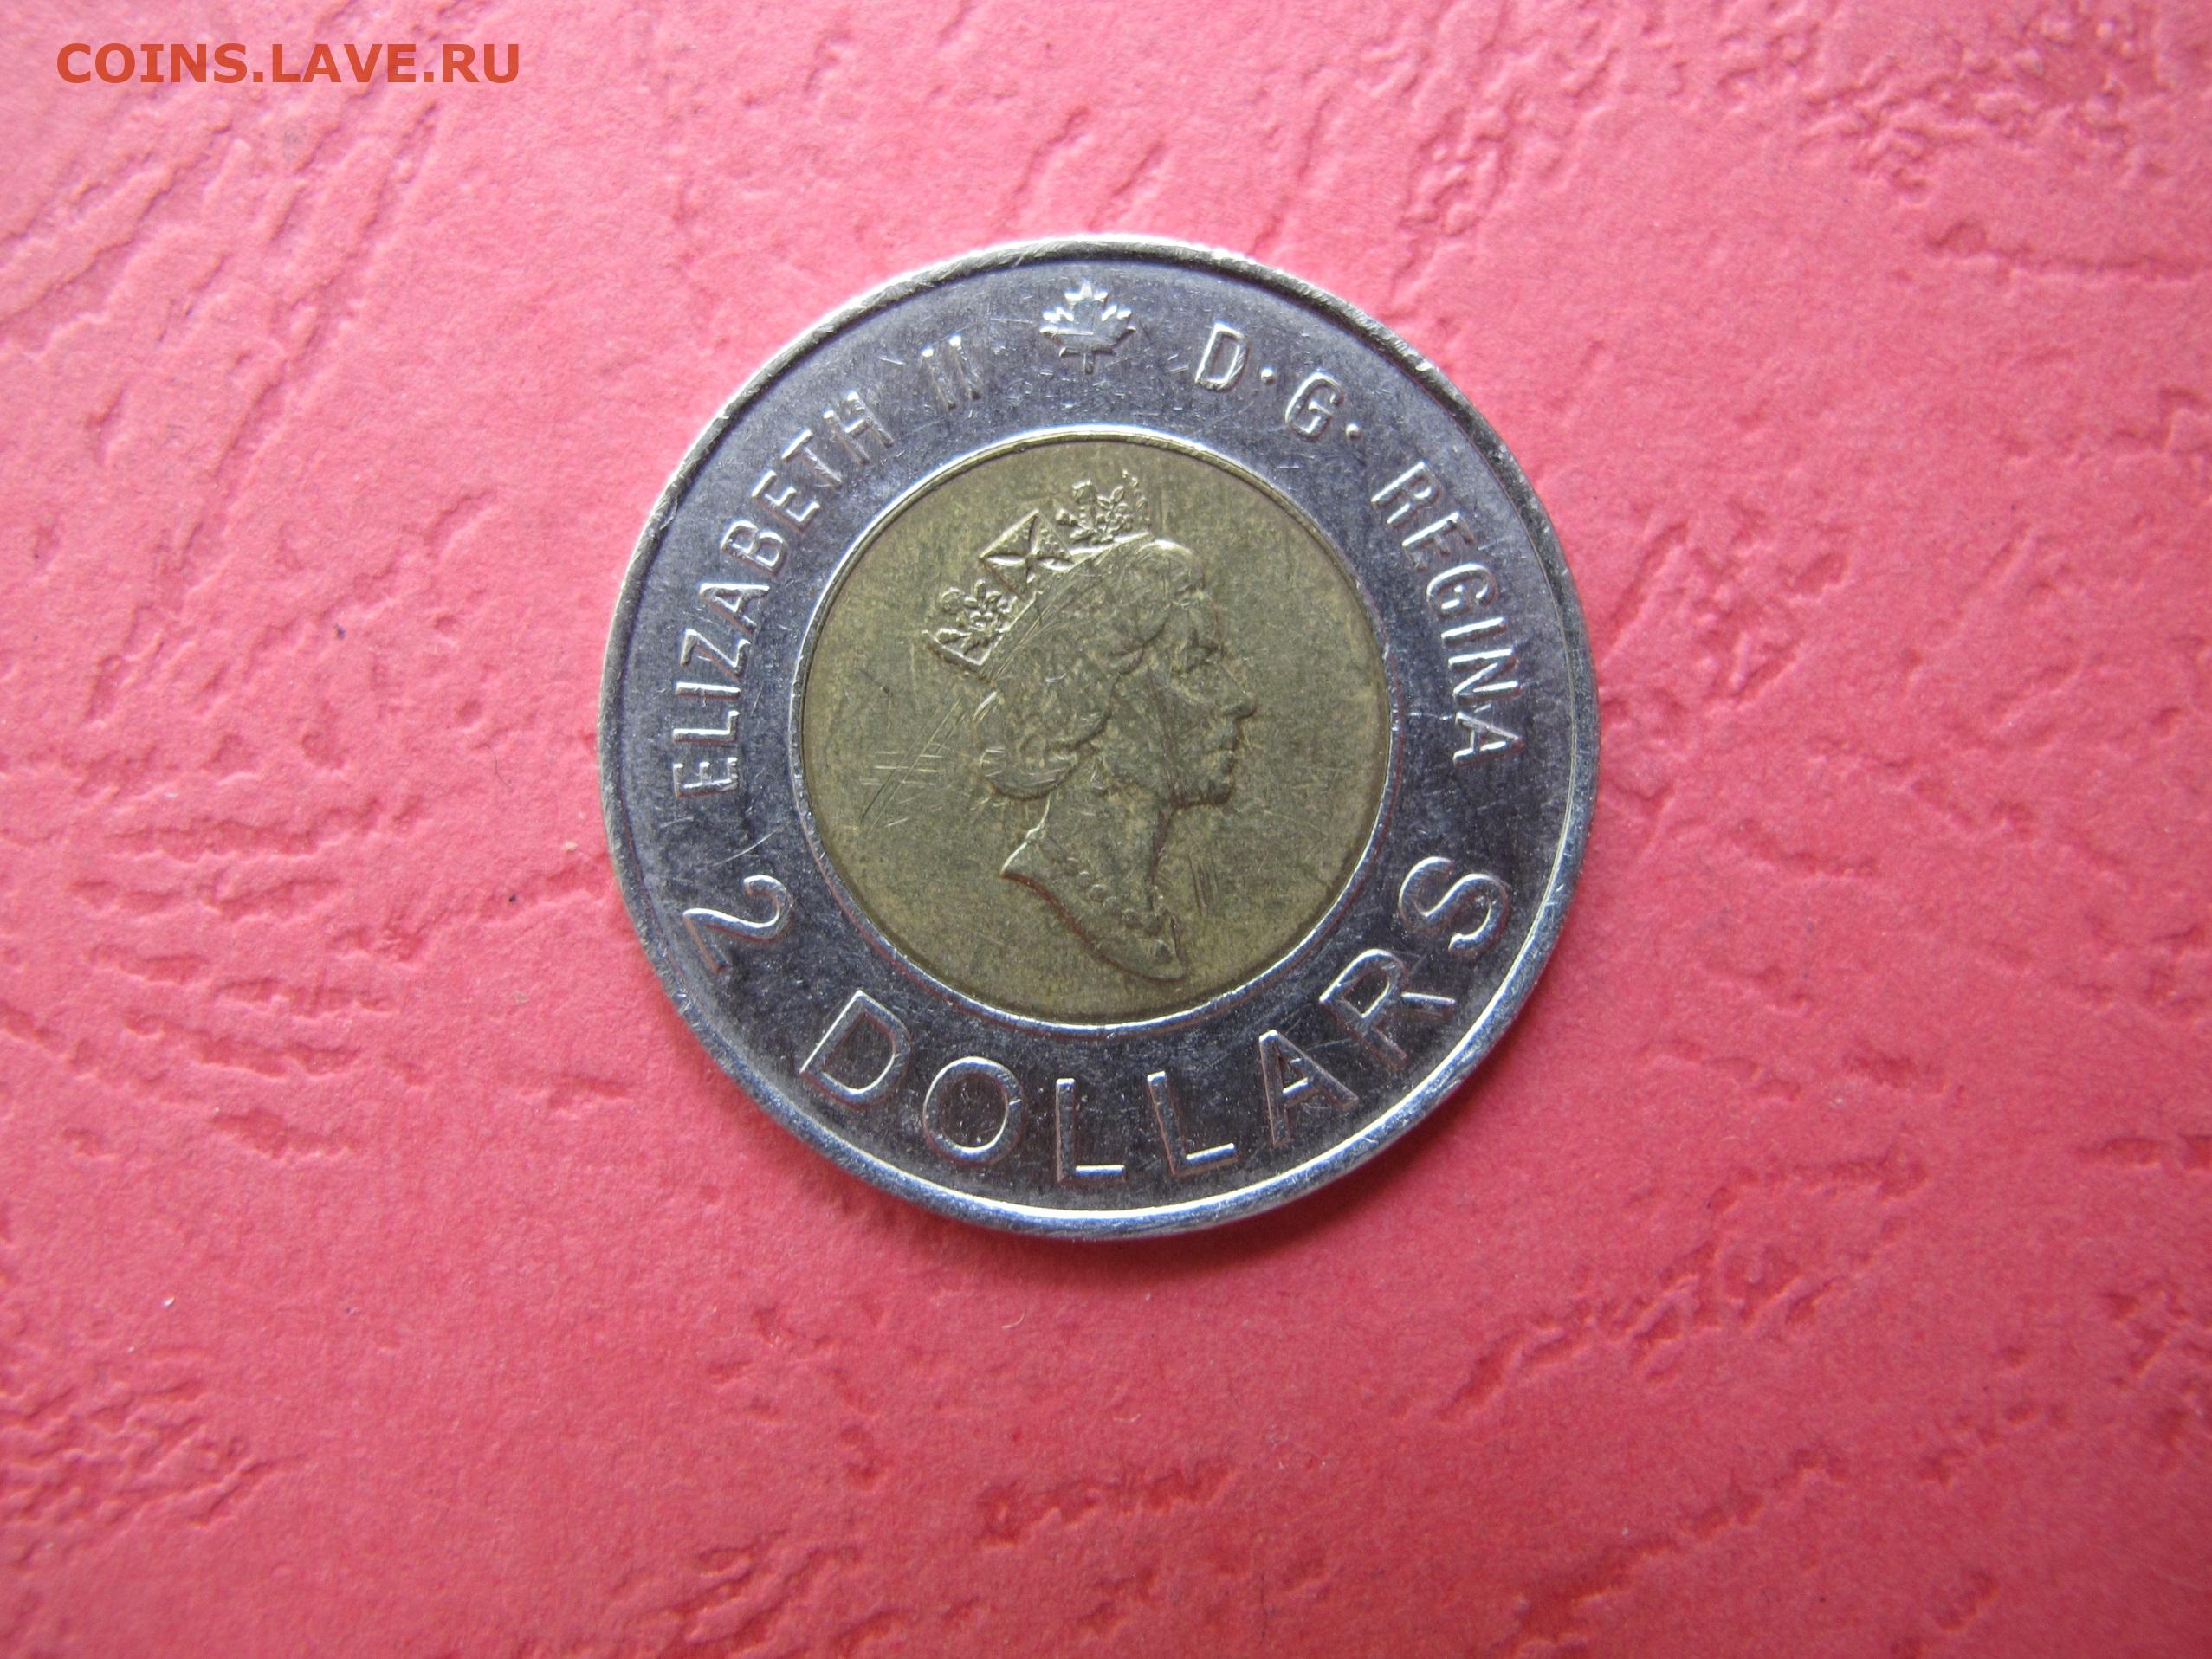 COINS.LAVE.RU
ELIZABETH II D·G· REGINA
2 DOLLARS